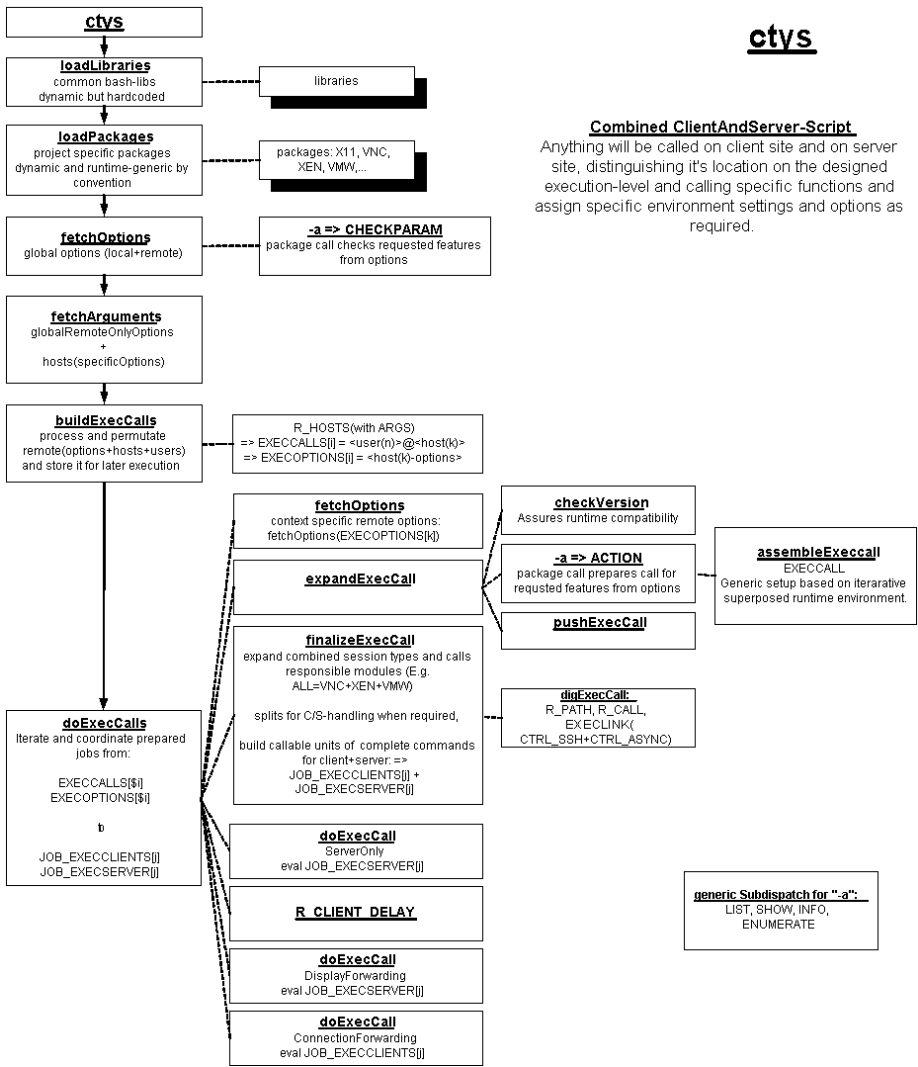 ctys
ctys
loadLibraries
common bash-libs
dynamic but hardcoded
libraries
Combined ClientAndServer-Script
Anything will be called on client site and on server
site, distinguishing it's location on the designed
execution-level and calling specific functions and
assign specific environment settings and options as
required.
loadPackages
project specific packages
dynamic and runtime-generic by
convention
packages: X11, VNC,
XEN, VMW,...
fetchOptions
global options (local+remote)
-a => CHECKPARAM
package call checks requested features
from options
fetchArguments
globalRemoteOnlyOptions
+
hosts(specificOptions)
buildExecCalls
process and permutate
remote(options+hosts+users)
and store it for later execution
R_HOSTS(with ARGS)
=> EXECCALLS[i] = <user(n)>@<host(k)>
=> EXECOPTIONS[i] = <host(k)-options>
fetchOptions
context specific remote options:
fetchOptions(EXECOPTIONS[k])
expandExecCall
checkVersion
Assures runtime compatibility
-a => ACTION
package call prepares call for
requsted features from options
pushExecCall
assembleExeccall
EXECCALL
Generic setup based on iterarative
superposed runtime environment.
finalizeExecCall
expand combined session types and calls
responsible modules (E.g.
ALL=VNC+XEN+VMW)
splits for C/S-handling when required,
build callable units of complete commands
for client+server: =>
JOB_EXECCLIENTS[j] +
JOB_EXECSERVER[j]
digExecCall:
R_PATH, R_CALL,
EXECLINK(
CTRL_SSH+CTRL_ASYNC)
doExecCalls
Iterate and coordinate prepared
jobs from:
EXECCALLS[$i]
EXECOPTIONS[$i]
to
JOB_EXECCLIENTS[j]
JOB_EXECSERVER[j]
doExecCall
ServerOnly
eval JOB_EXECSERVER[j]
R_CLIENT_DELAY
doExecCall
DisplayForwarding
eval JOB_EXECSERVER[j]
doExecCall
ConnectionForwarding
eval JOB_EXECCLIENTS[j]
generic Subdispatch for "-a":
LIST, SHOW, INFO,
ENUMERATE